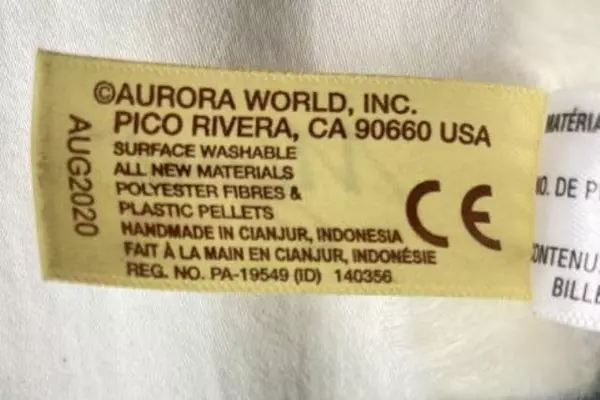 ©AURORA WORLD, INC.
PICO RIVERA, CA 90660 USA
SURFACE WASHABLE
ALL NEW MATERIALS
POLYESTER FIBRES &
PLASTIC PELLETS
HANDMADE IN CIANJUR, INDONESIA
FAIT À LA MAIN EN CIANJUR, INDONÉSIE
REG. NO. PA-19549 (ID) 140356
AUG2020
CE
MATÉRIA
O. DE P
ONTENU
BILLE